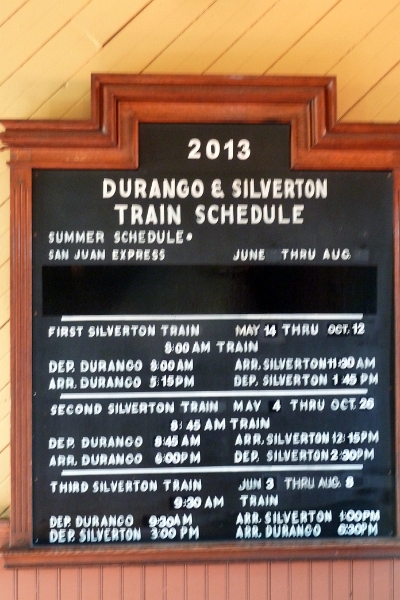 2013
DURANGO & SILVERTON
TRAIN SCHEDULE
SUMMER SCHEDULE
SAN JUAN EXPRESS JUNE THRU AUG
FIRST SILVERTON TRAIN MAY 14 THRU OCT. 12
8:00 AM TRAIN
DEP. DURANGO 8:00 AM ARR. SILVERTON 11:30 AM
ARR. DURANGO 5:15 PM DEP. SILVERTON 1:45 PM
SECOND SILVERTON TRAIN MAY 4 THRU OCT. 26
8:45 AM TRAIN
DEP. DURANGO 8:45 AM ARR. SILVERTON 12:15 PM
ARR. DURANGO 6:00 PM DEP. SILVERTON 2:30 PM
THIRD SILVERTON TRAIN JUN 3 THRU AUG. 8
9:30 AM TRAIN
DEP. DURANGO 9:30 AM ARR. SILVERTON 1:00 PM
DEP. SILVERTON 3:00 PM ARR. DURANGO 6:30 PM